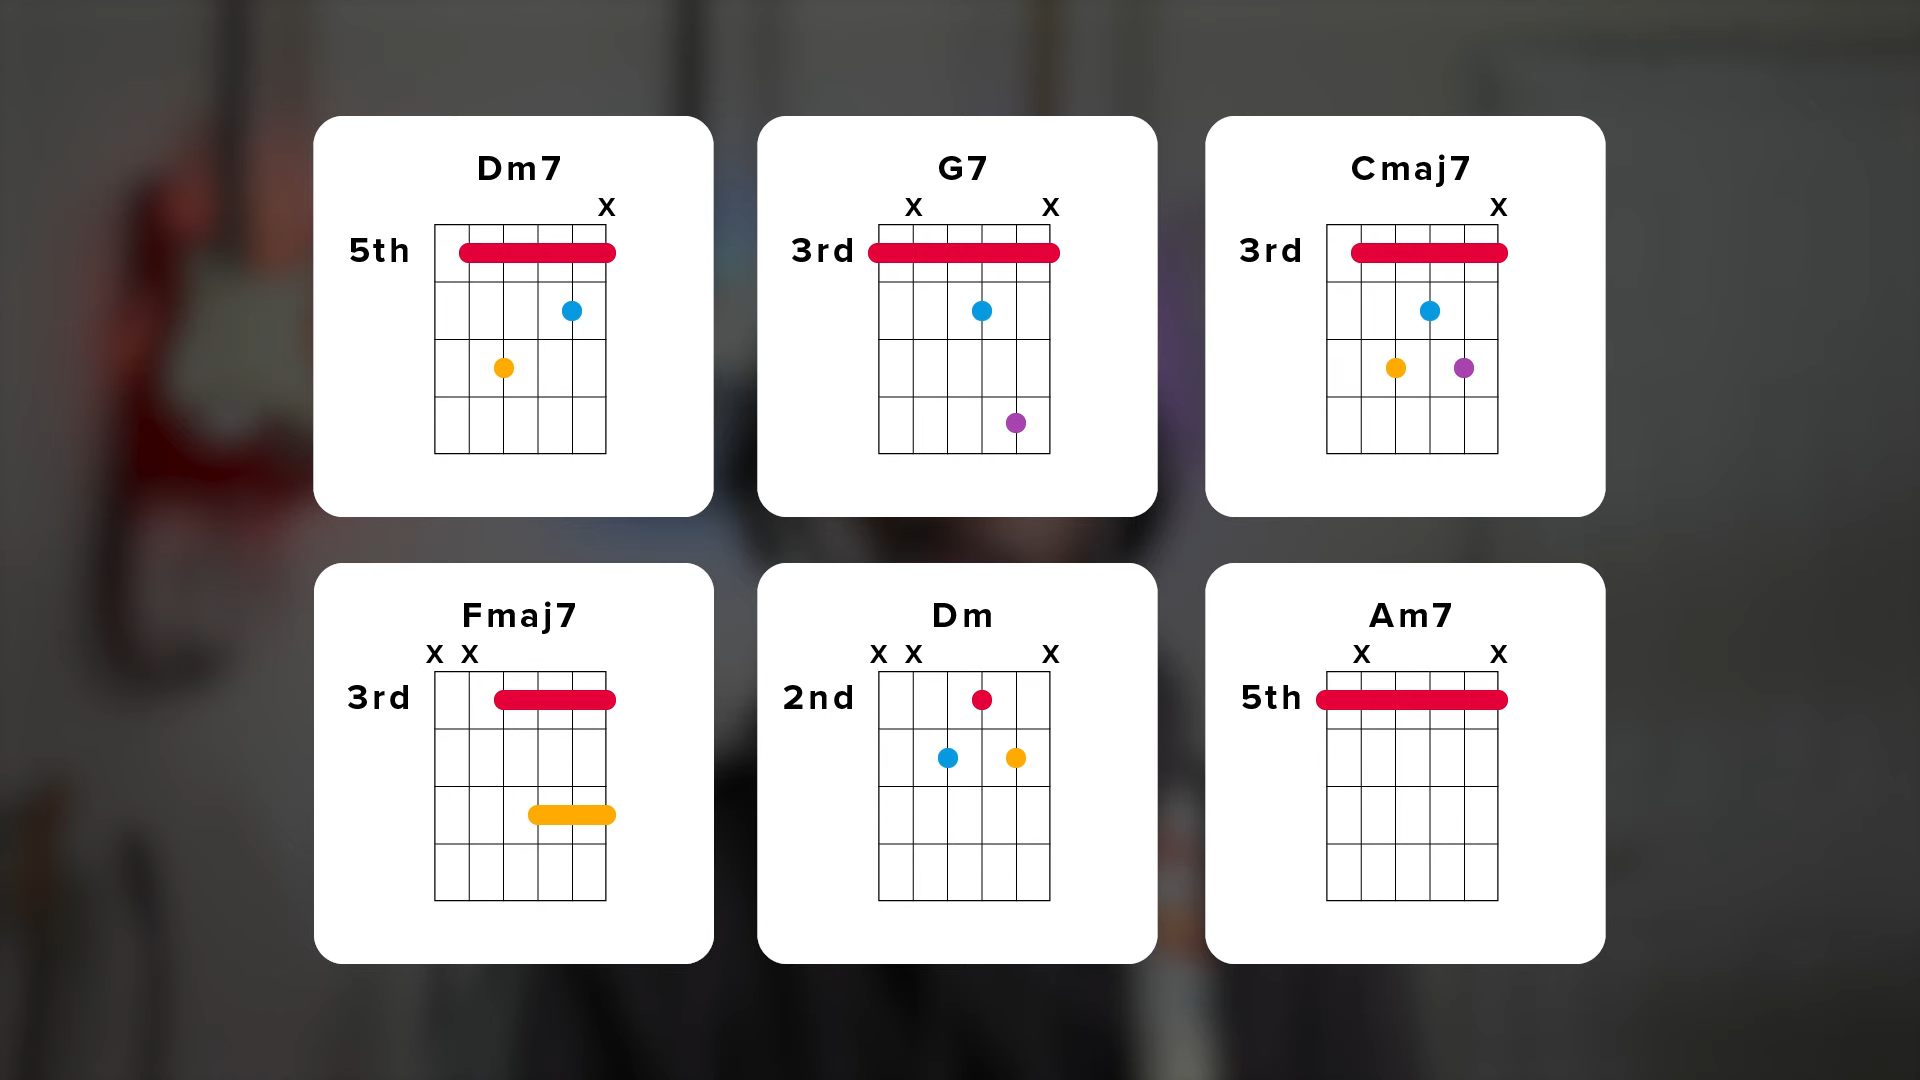 Dm7
X
5th
G7
X X
3rd
Cmaj7
X
3rd
Fmaj7
X X
3rd
Dm
X X X
2nd
Am7
X X
5th